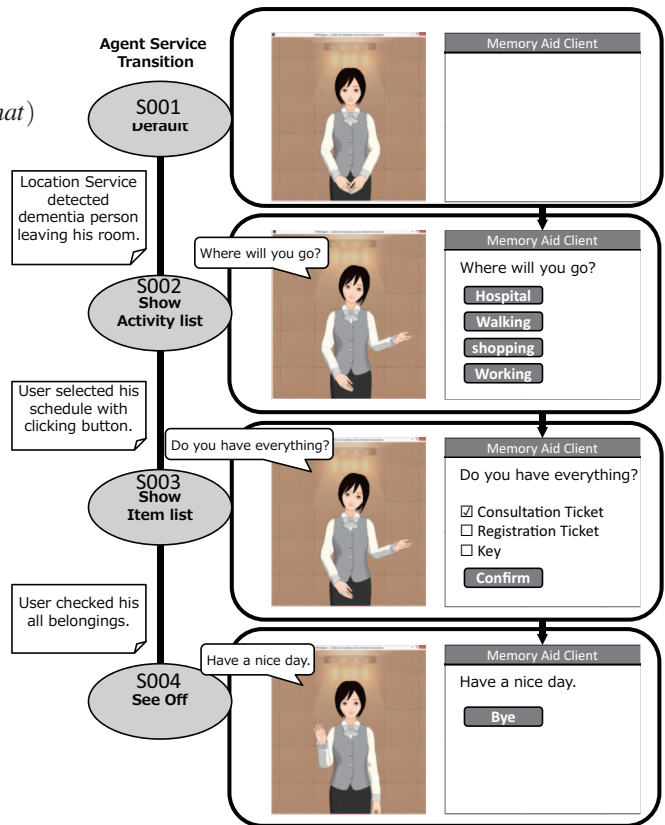 Agent Service
Transition
Memory Aid Client
S001
Default
hat)
Location Service
detected
dementia person
leaving his room.
Where will you go?
Memory Aid Client
Where will you go?
Hospital
Walking
shopping
Working
S002
Show
Activity list
User selected his
schedule with
clicking button.
Do you have everything?
Memory Aid Client
Do you have everything?
☑ Consultation Ticket
☐ Registration Ticket
☐ Key
Confirm
S003
Show
Item list
User checked his
all belongings.
Have a nice day.
Memory Aid Client
Have a nice day.
Bye
S004
See Off